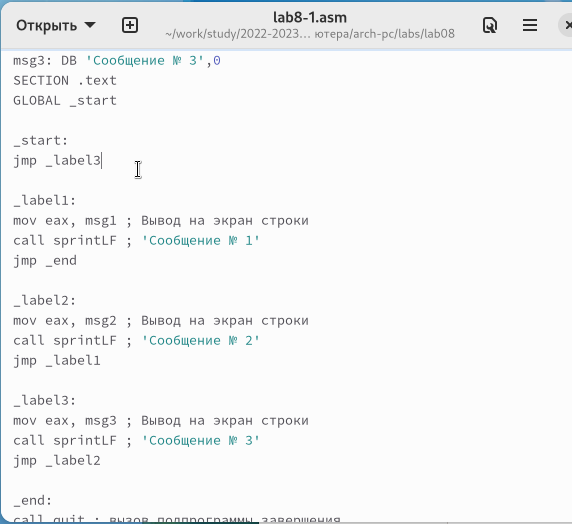 Открыть
lab8-1.asm
~/work/study/2022-2023... ютера/arch-pc/labs/lab08
msg3: DB 'Сообщение № 3',0
SECTION .text
GLOBAL _start
_start:
jmp _label3
_label1:
mov eax, msg1 ; Вывод на экран строки
call sprintLF ; 'Сообщение № 1'
jmp _end
_label2:
mov eax, msg2 ; Вывод на экран строки
call sprintLF ; 'Сообщение № 2'
jmp _label1
_label3:
mov eax, msg3 ; Вывод на экран строки
call sprintLF ; 'Сообщение № 3'
jmp _label2
_end:
call quit ; вызов подпрограммы завершения